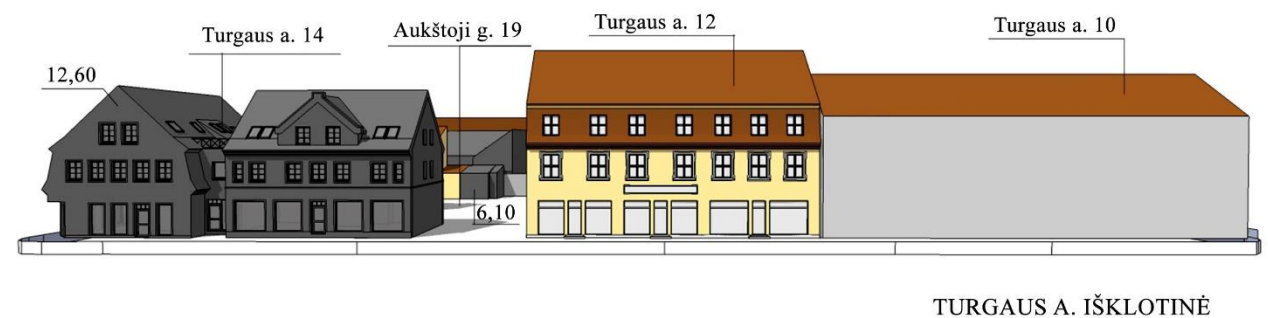 Turgaus a. 14
Aukštoji g. 19
Turgaus a. 12
Turgaus a. 10
12,60
6,10
TURGAUS A. IŠKLOTINĖ